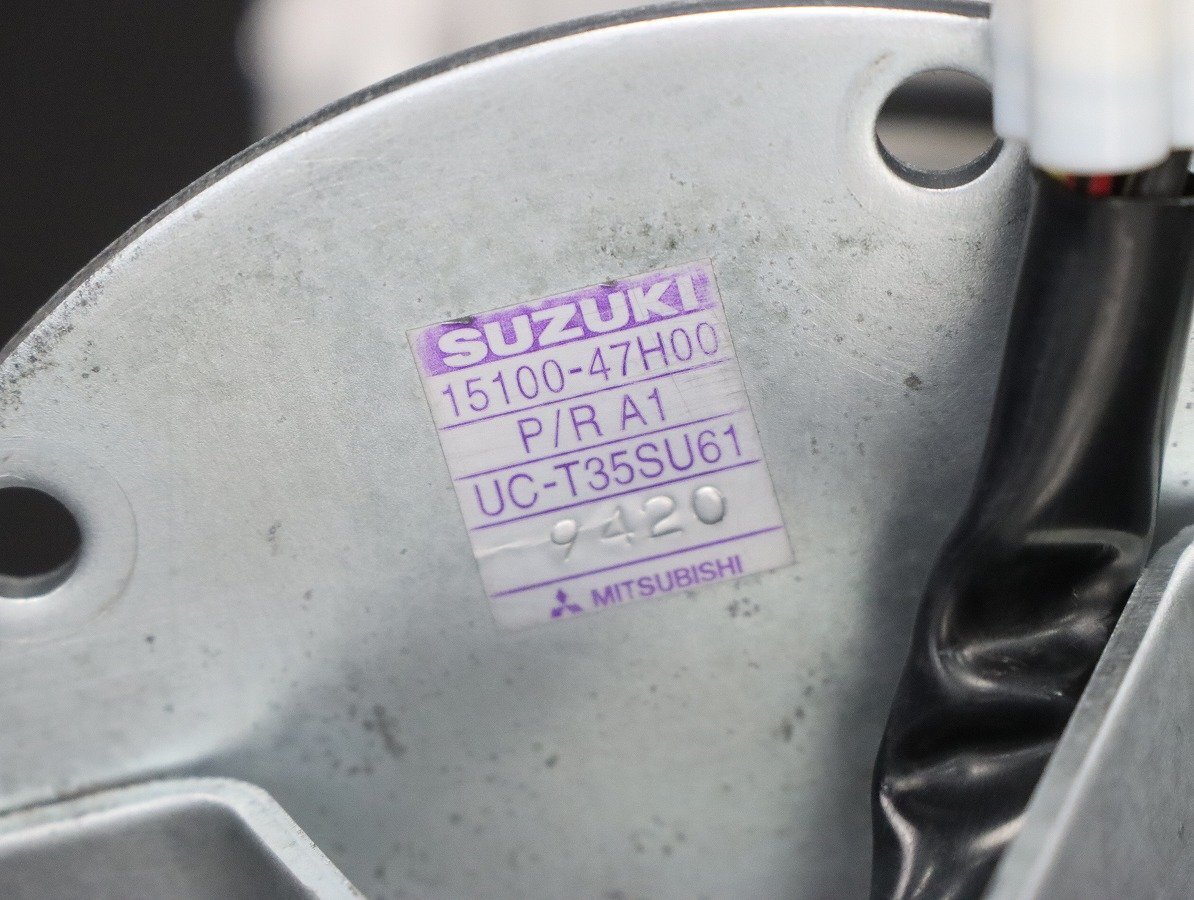 SUZUKI
15100-47H00
P/R A1
UC-T35SU61
9420
MITSUBISHI